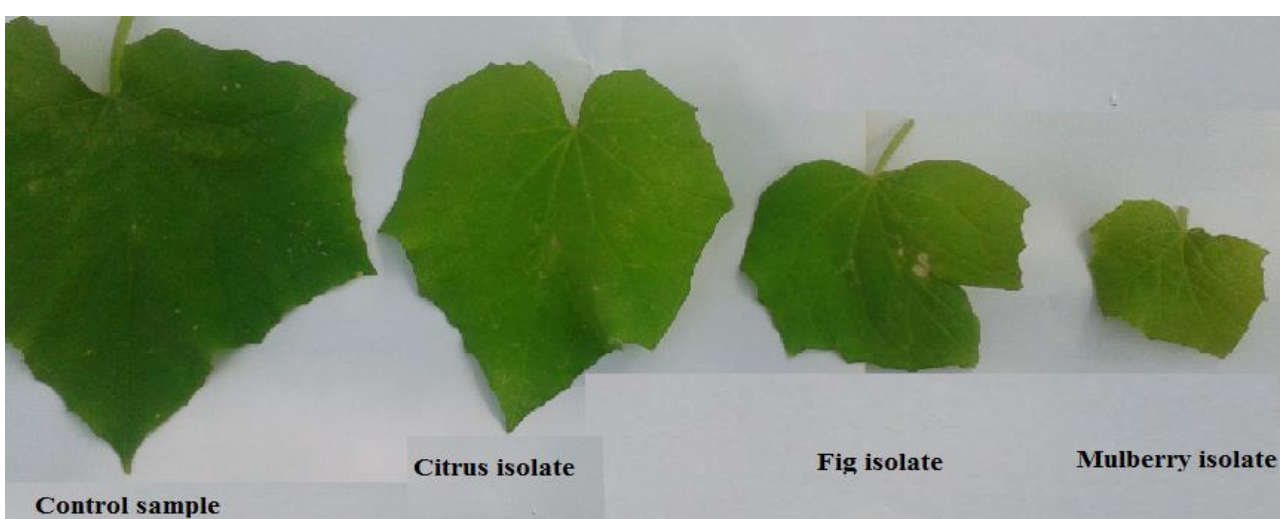 Control sample
Citrus isolate
Fig isolate
Mulberry isolate